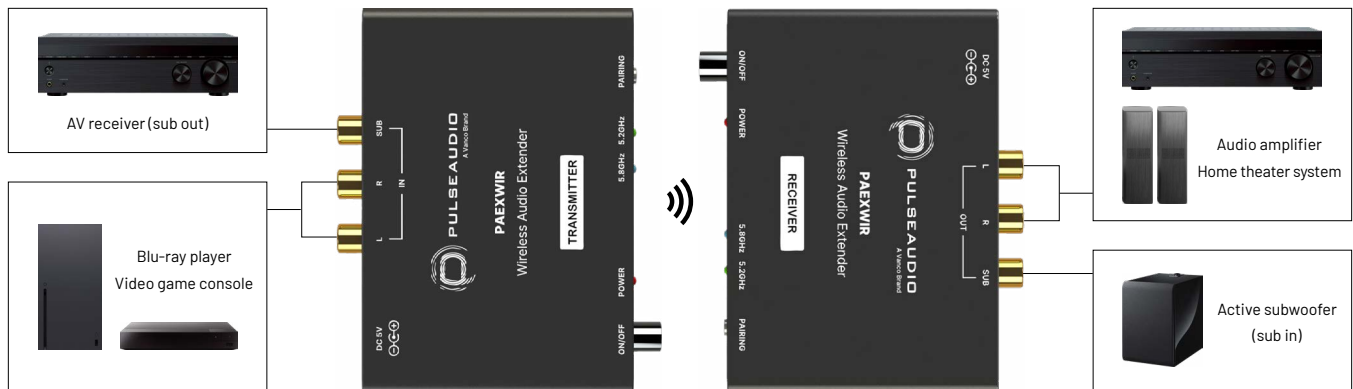 AV receiver (sub out)
Blu-ray player
Video game console
SUB
R
L
IN
PULSEAUDIO
A Vanco Brand
PAEXWIR
Wireless Audio Extender
TRANSMITTER
PAIRING
5.2GHz
5.8GHz
POWER
ON/OFF
DC 5V
ON/OFF
POWER
5.8GHz
5.2GHz
PAIRING
RECEIVER
PAEXWIR
Wireless Audio Extender
PULSEAUDIO
A Vanco Brand
DC 5V
L
R
SUB
OUT
Audio amplifier
Home theater system
Active subwoofer
(sub in)